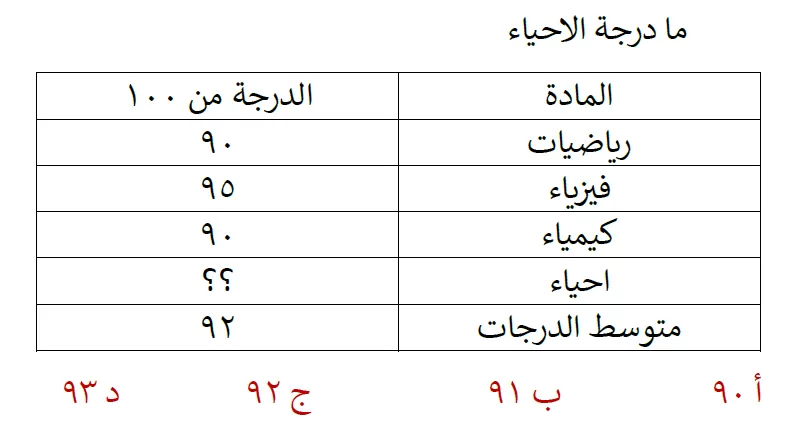 ما درجة الاحياء
المادة الدرجة من ١٠٠
رياضيات ٩٠
فيزياء ٩٥
كيمياء ٩٠
احياء ؟؟
متوسط الدرجات ٩٢
أ ٩٠ ب ٩١ ج ٩٢ د ٩٣